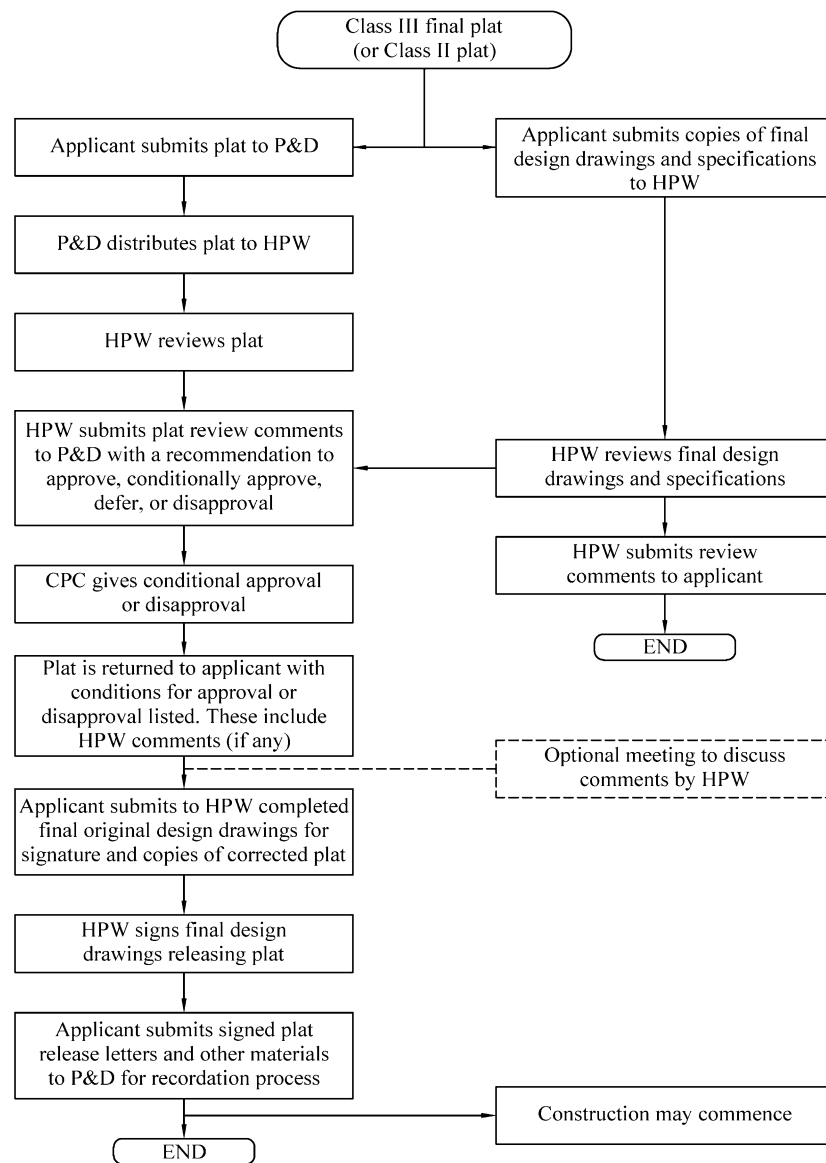 Class III final plat
(or Class II plat)
Applicant submits plat to P&D
Applicant submits copies of final
design drawings and specifications
to HPW
P&D distributes plat to HPW
HPW reviews plat
HPW submits plat review comments
to P&D with a recommendation to
approve, conditionally approve,
defer, or disapproval
HPW reviews final design
drawings and specifications
CPC gives conditional approval
or disapproval
HPW submits review
comments to applicant
END
Plat is returned to applicant with
conditions for approval or
disapproval listed. These include
HPW comments (if any)
Optional meeting to discuss
comments by HPW
Applicant submits to HPW completed
final original design drawings for
signature and copies of corrected plat
HPW signs final design
drawings releasing plat
Applicant submits signed plat
release letters and other materials
to P&D for recordation process
Construction may commence
END